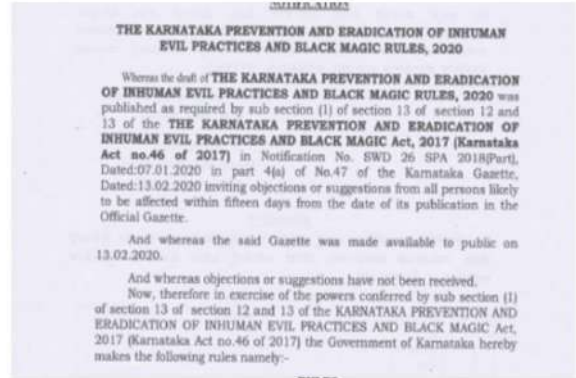 NOTIFICATION
THE KARNATAKA PREVENTION AND ERADICATION OF INHUMAN
EVIL PRACTICES AND BLACK MAGIC RULES, 2020
Whereas the draft of THE KARNATAKA PREVENTION AND ERADICATION
OF INHUMAN EVIL PRACTICES AND BLACK MAGIC RULES, 2020 was
published as required by sub section (1) of section 13 of section 12 and
13 of the THE KARNATAKA PREVENTION AND ERADICATION OF
INHUMAN EVIL PRACTICES AND BLACK MAGIC Act, 2017 (Karnataka
Act no.46 of 2017) in Notification No. SWD 26 SPA 2018(Part),
Dated:07.01.2020 in part 4(a) of No.47 of the Karnataka Gazette,
Dated:13.02.2020 inviting objections or suggestions from all persons likely
to be affected within fifteen days from the date of its publication in the
Official Gazette.
And whereas the said Gazette was made available to public on
13.02.2020.
And whereas objections or suggestions have not been received.
Now, therefore in exercise of the powers conferred by sub section (1)
of section 13 of section 12 and 13 of the KARNATAKA PREVENTION AND
ERADICATION OF INHUMAN EVIL PRACTICES AND BLACK MAGIC Act,
2017 (Karnataka Act no.46 of 2017) the Government of Karnataka hereby
makes the following rules namely:-